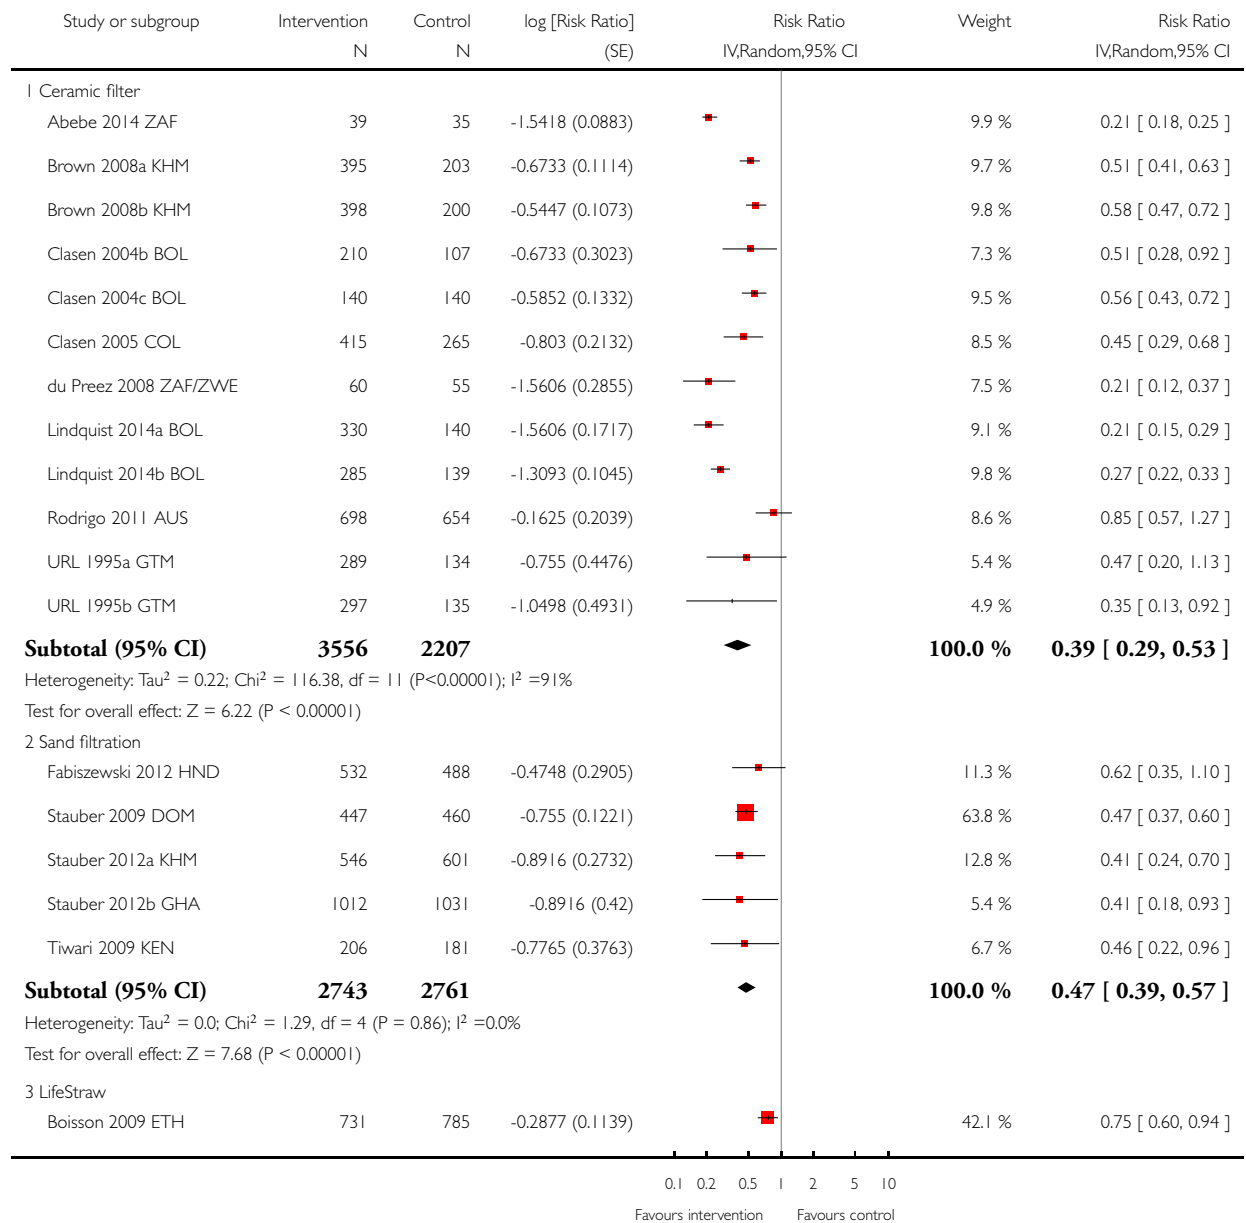 Study or subgroup Intervention Control log [Risk Ratio] Risk Ratio Weight Risk Ratio
N N (SE) IV,Random,95% CI IV,Random,95% CI
1 Ceramic filter
Abebe 2014 ZAF 39 35 -1.5418 (0.0883) 9.9 % 0.21 [ 0.18, 0.25 ]
Brown 2008a KHM 395 203 -0.6733 (0.1114) 9.7 % 0.51 [ 0.41, 0.63 ]
Brown 2008b KHM 398 200 -0.5447 (0.1073) 9.8 % 0.58 [ 0.47, 0.72 ]
Clasen 2004b BOL 210 107 -0.6733 (0.3023) 7.3 % 0.51 [ 0.28, 0.92 ]
Clasen 2004c BOL 140 140 -0.5852 (0.1332) 9.5 % 0.56 [ 0.43, 0.72 ]
Clasen 2005 COL 415 265 -0.803 (0.2132) 8.5 % 0.45 [ 0.29, 0.68 ]
du Preez 2008 ZAF/ZWE 60 55 -1.5606 (0.2855) 7.5 % 0.21 [ 0.12, 0.37 ]
Lindquist 2014a BOL 330 140 -1.5606 (0.1717) 9.1 % 0.21 [ 0.15, 0.29 ]
Lindquist 2014b BOL 285 139 -1.3093 (0.1045) 9.8 % 0.27 [ 0.22, 0.33 ]
Rodrigo 2011 AUS 698 654 -0.1625 (0.2039) 8.6 % 0.85 [ 0.57, 1.27 ]
URL 1995a GTM 289 134 -0.755 (0.4476) 5.4 % 0.47 [ 0.20, 1.13 ]
URL 1995b GTM 297 135 -1.0498 (0.4931) 4.9 % 0.35 [ 0.13, 0.92 ]
Subtotal (95% CI) 3556 2207 100.0 % 0.39 [ 0.29, 0.53 ]
Heterogeneity: Tau² = 0.22; Chi² = 116.38, df = 11 (P<0.00001); I² =91%
Test for overall effect: Z = 6.22 (P < 0.00001)
2 Sand filtration
Fabiszewski 2012 HND 532 488 -0.4748 (0.2905) 11.3 % 0.62 [ 0.35, 1.10 ]
Stauber 2009 DOM 447 460 -0.755 (0.1221) 63.8 % 0.47 [ 0.37, 0.60 ]
Stauber 2012a KHM 546 601 -0.8916 (0.2732) 12.8 % 0.41 [ 0.24, 0.70 ]
Stauber 2012b GHA 1012 1031 -0.8916 (0.42) 5.4 % 0.41 [ 0.18, 0.93 ]
Tiwari 2009 KEN 206 181 -0.7765 (0.3763) 6.7 % 0.46 [ 0.22, 0.96 ]
Subtotal (95% CI) 2743 2761 100.0 % 0.47 [ 0.39, 0.57 ]
Heterogeneity: Tau² = 0.0; Chi² = 1.29, df = 4 (P = 0.86); I² =0.0%
Test for overall effect: Z = 7.68 (P < 0.00001)
3 LifeStraw
Boisson 2009 ETH 731 785 -0.2877 (0.1139) 42.1 % 0.75 [ 0.60, 0.94 ]
0.1 0.2 0.5 1 2 5 10
Favours intervention Favours control